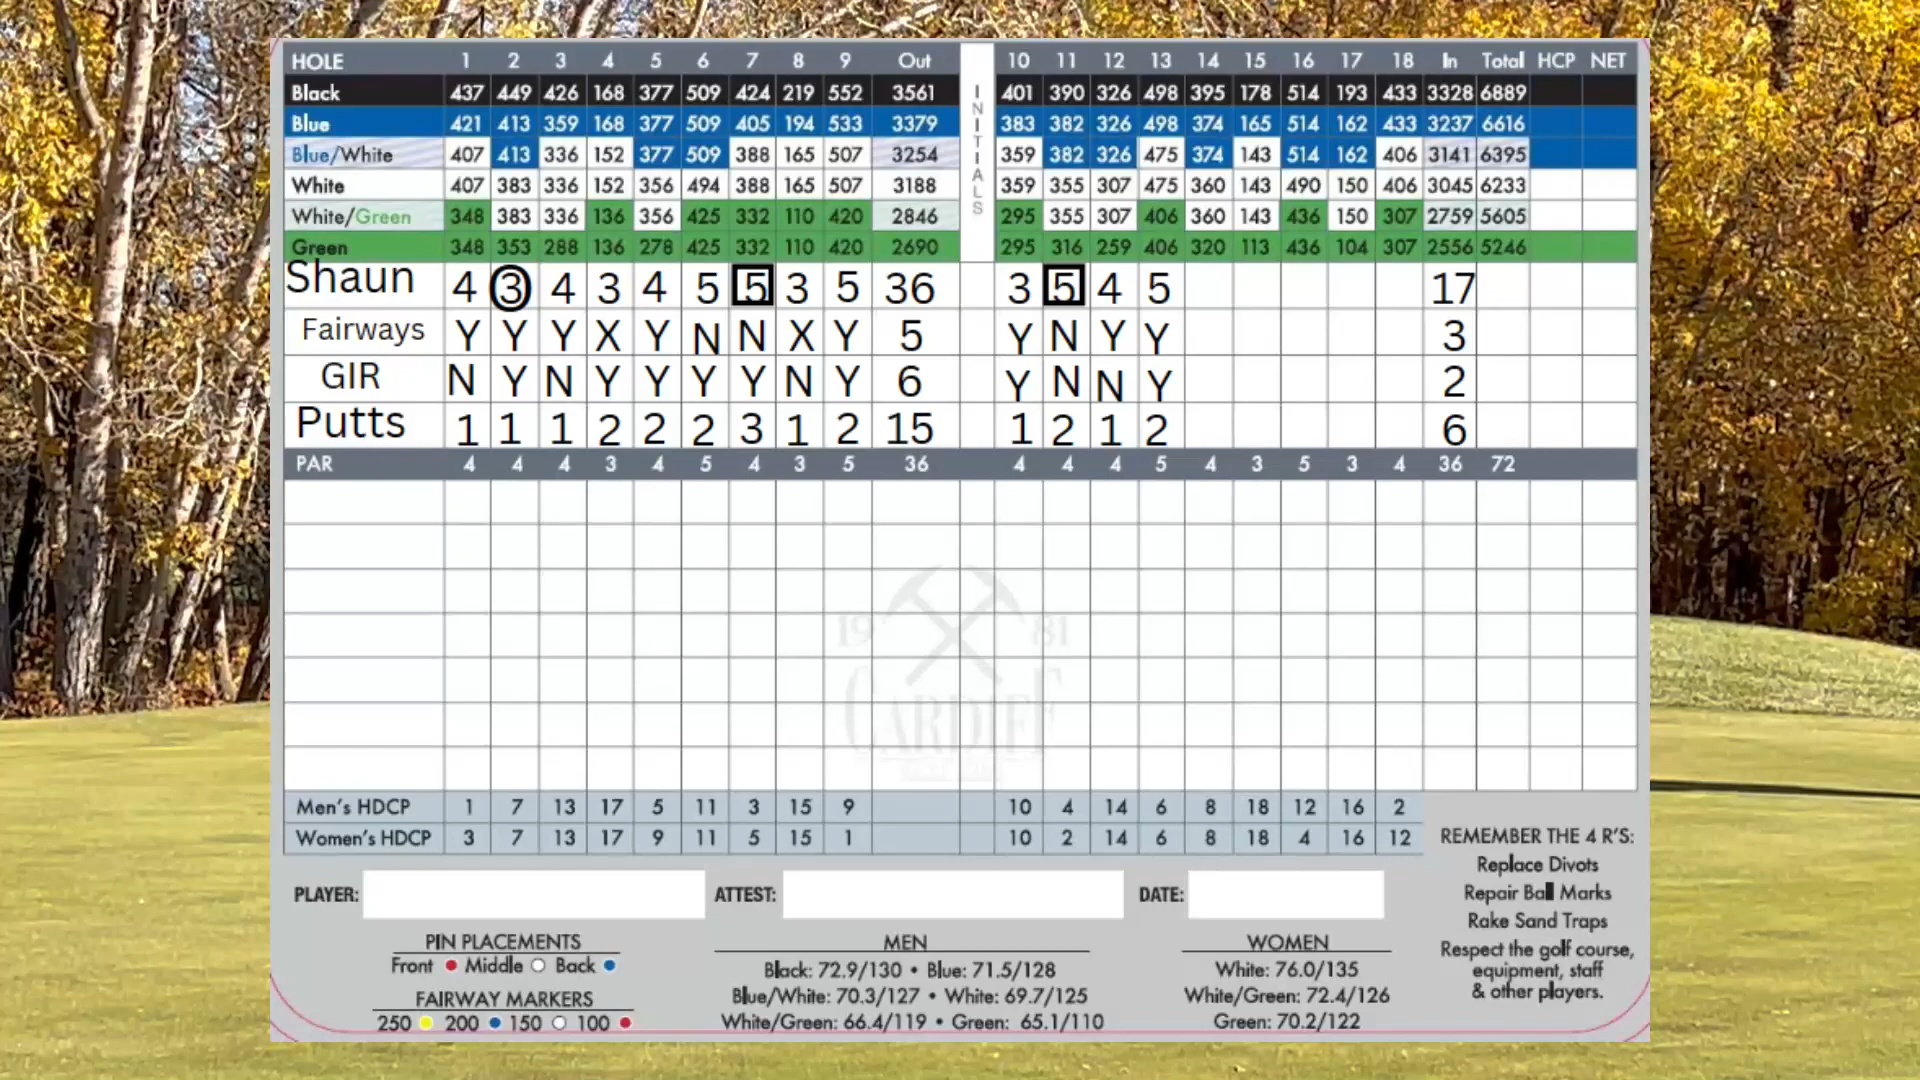 HOLE 1 2 3 4 5 6 7 8 9 Out INITIALS 10 11 12 13 14 15 16 17 18 In Total HCP NET
Black 437 449 426 168 377 509 424 219 552 3561 401 390 326 498 395 178 514 193 433 3328 6889
Blue 421 413 359 168 377 509 405 194 533 3379 383 382 326 498 374 165 514 162 433 3237 6616
Blue/White 407 413 336 152 377 509 388 165 507 3254 359 382 326 475 374 143 514 162 406 3141 6395
White 407 383 336 152 356 494 388 165 507 3188 359 355 307 475 360 143 490 150 406 3045 6233
White/Green 348 383 336 136 356 425 332 110 420 2846 295 355 307 406 360 143 436 150 307 2759 5605
Green 348 353 288 136 278 425 332 110 420 2690 295 316 259 406 320 113 436 104 307 2556 5246
Shaun 4 3 4 3 4 5 5 3 5 36 3 5 4 5 17
Fairways Y Y Y X Y N N X Y 5 Y N Y Y 3
GIR N Y N Y Y Y Y N Y 6 Y N N Y 2
Putts 1 1 1 2 2 2 3 1 2 15 1 2 1 2 6
PAR 4 4 4 3 4 5 4 3 5 36 4 4 4 5 4 3 5 3 4 36 72
19 81
CARDIFF
Men's HDCP 1 7 13 17 5 11 3 15 9 10 4 14 6 8 18 12 16 2
Women's HDCP 3 7 13 17 9 11 5 15 1 10 2 14 6 8 18 4 16 12
PLAYER: ATTEST: DATE:
PIN PLACEMENTS
Front Middle Back
FAIRWAY MARKERS
250 200 150 100
MEN
Black: 72.9/130 • Blue: 71.5/128
Blue/White: 70.3/127 • White: 69.7/125
White/Green: 66.4/119 • Green: 65.1/110
WOMEN
White: 76.0/135
White/Green: 72.4/126
Green: 70.2/122
REMEMBER THE 4 R'S:
Replace Divots
Repair Ball Marks
Rake Sand Traps
Respect the golf course,
equipment, staff
& other players.